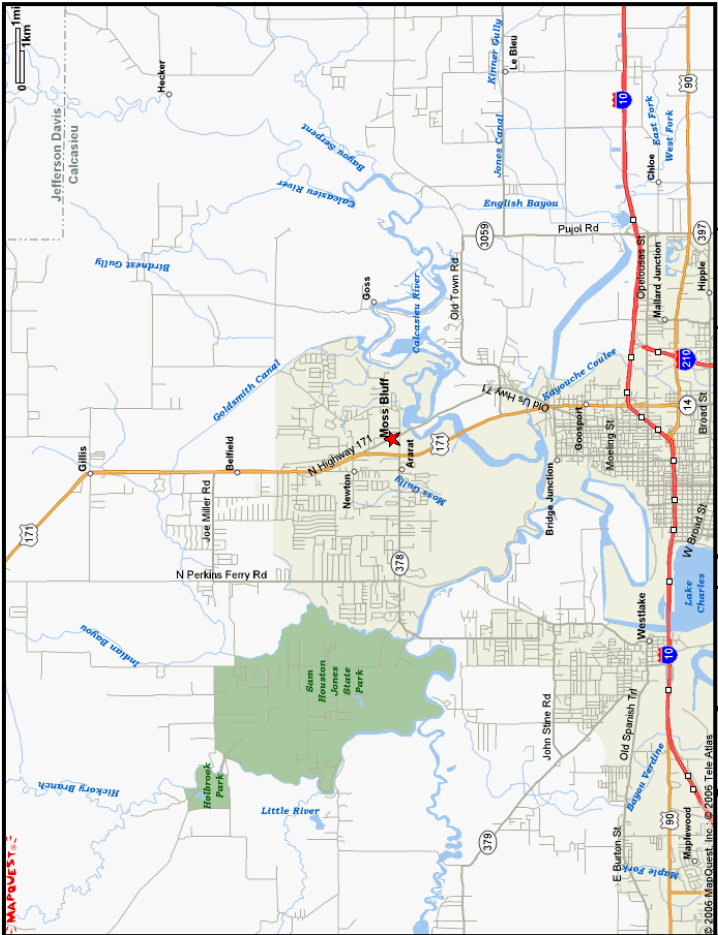 1mi
1km
0
Hecker
Jefferson Davis
Calcasieu
Kinner Gully
Le Bleu
10
90
East Fork
West Fork
Chloe
Jones Canal
Bayou Serpent
Calcasieu River
English Bayou
3059
Pujol Rd
397
Birdnest Gully
Goss
Calcasieu River
Old Town Rd
Opelousas St
Mallard Junction
Hipple
210
Goldsmith Canal
Kayouche Coulee
Old Us Hwy 71
Moss Bluff
N Highway 171
171
Ararat
Newton
Moss Gully
Goosport
Moeling St
14
Broad St
Gillis
Belfield
171
Joe Miller Rd
Bridge Junction
W Broad St
378
N Perkins Ferry Rd
Lake
Charles
Westlake
10
Indian Bayou
Sam
Houston
Jones
State
Park
John Stine Rd
Old Spanish Trl
Holbrook
Park
Hickory Branch
Little River
Bayou Verdine
90
379
E Burton St
Maplewood
Maple Fork
MAPQUEST®
© 2006 MapQuest, Inc.; © 2006 Tele Atlas